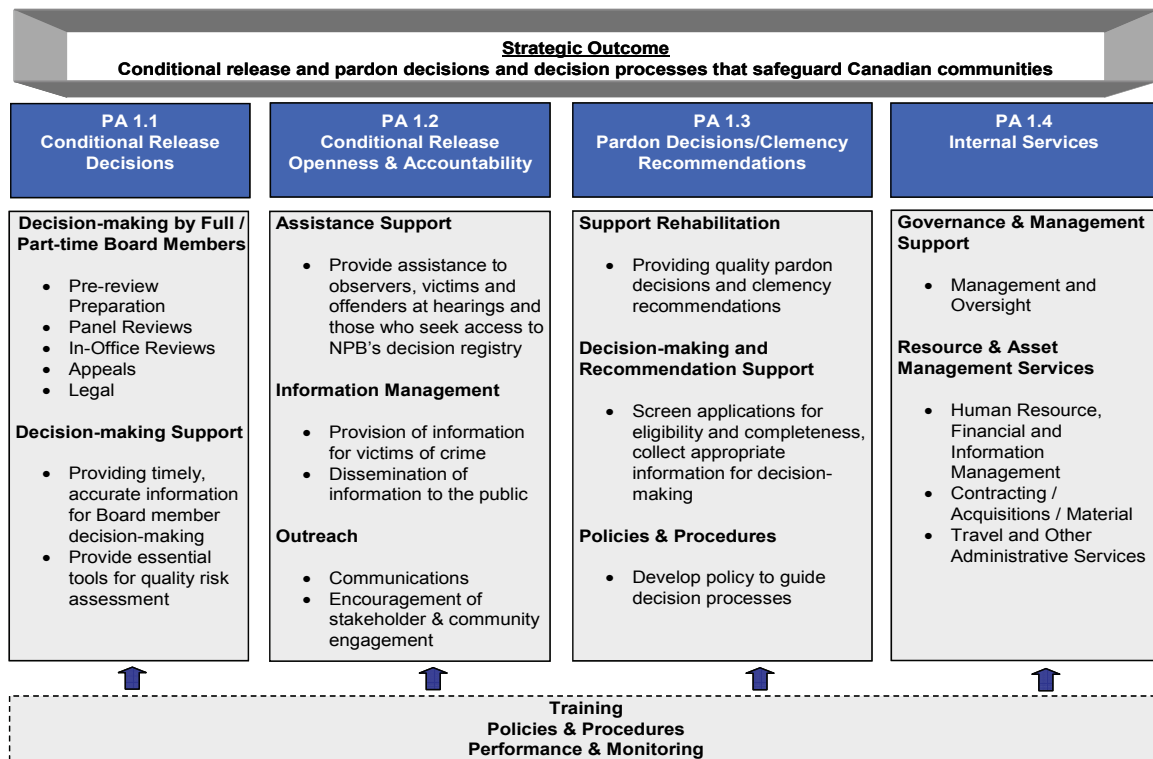 Strategic Outcome
Conditional release and pardon decisions and decision processes that safeguard Canadian communities
PA 1.1
Conditional Release
Decisions
PA 1.2
Conditional Release
Openness & Accountability
PA 1.3
Pardon Decisions/Clemency
Recommendations
PA 1.4
Internal Services
Decision-making by Full /
Part-time Board Members
• Pre-review
Preparation
• Panel Reviews
• In-Office Reviews
• Appeals
• Legal
Decision-making Support
• Providing timely,
accurate information
for Board member
decision-making
• Provide essential
tools for quality risk
assessment
Assistance Support
• Provide assistance to
observers, victims and
offenders at hearings and
those who seek access to
NPB's decision registry
Information Management
• Provision of information
for victims of crime
• Dissemination of
information to the public
Outreach
• Communications
• Encouragement of
stakeholder & community
engagement
Support Rehabilitation
• Providing quality pardon
decisions and clemency
recommendations
Decision-making and
Recommendation Support
• Screen applications for
eligibility and completeness,
collect appropriate
information for decision-
making
Policies & Procedures
• Develop policy to guide
decision processes
Governance & Management
Support
• Management and
Oversight
Resource & Asset
Management Services
• Human Resource,
Financial and
Information
Management
• Contracting /
Acquisitions / Material
• Travel and Other
Administrative Services
Training
Policies & Procedures
Performance & Monitoring